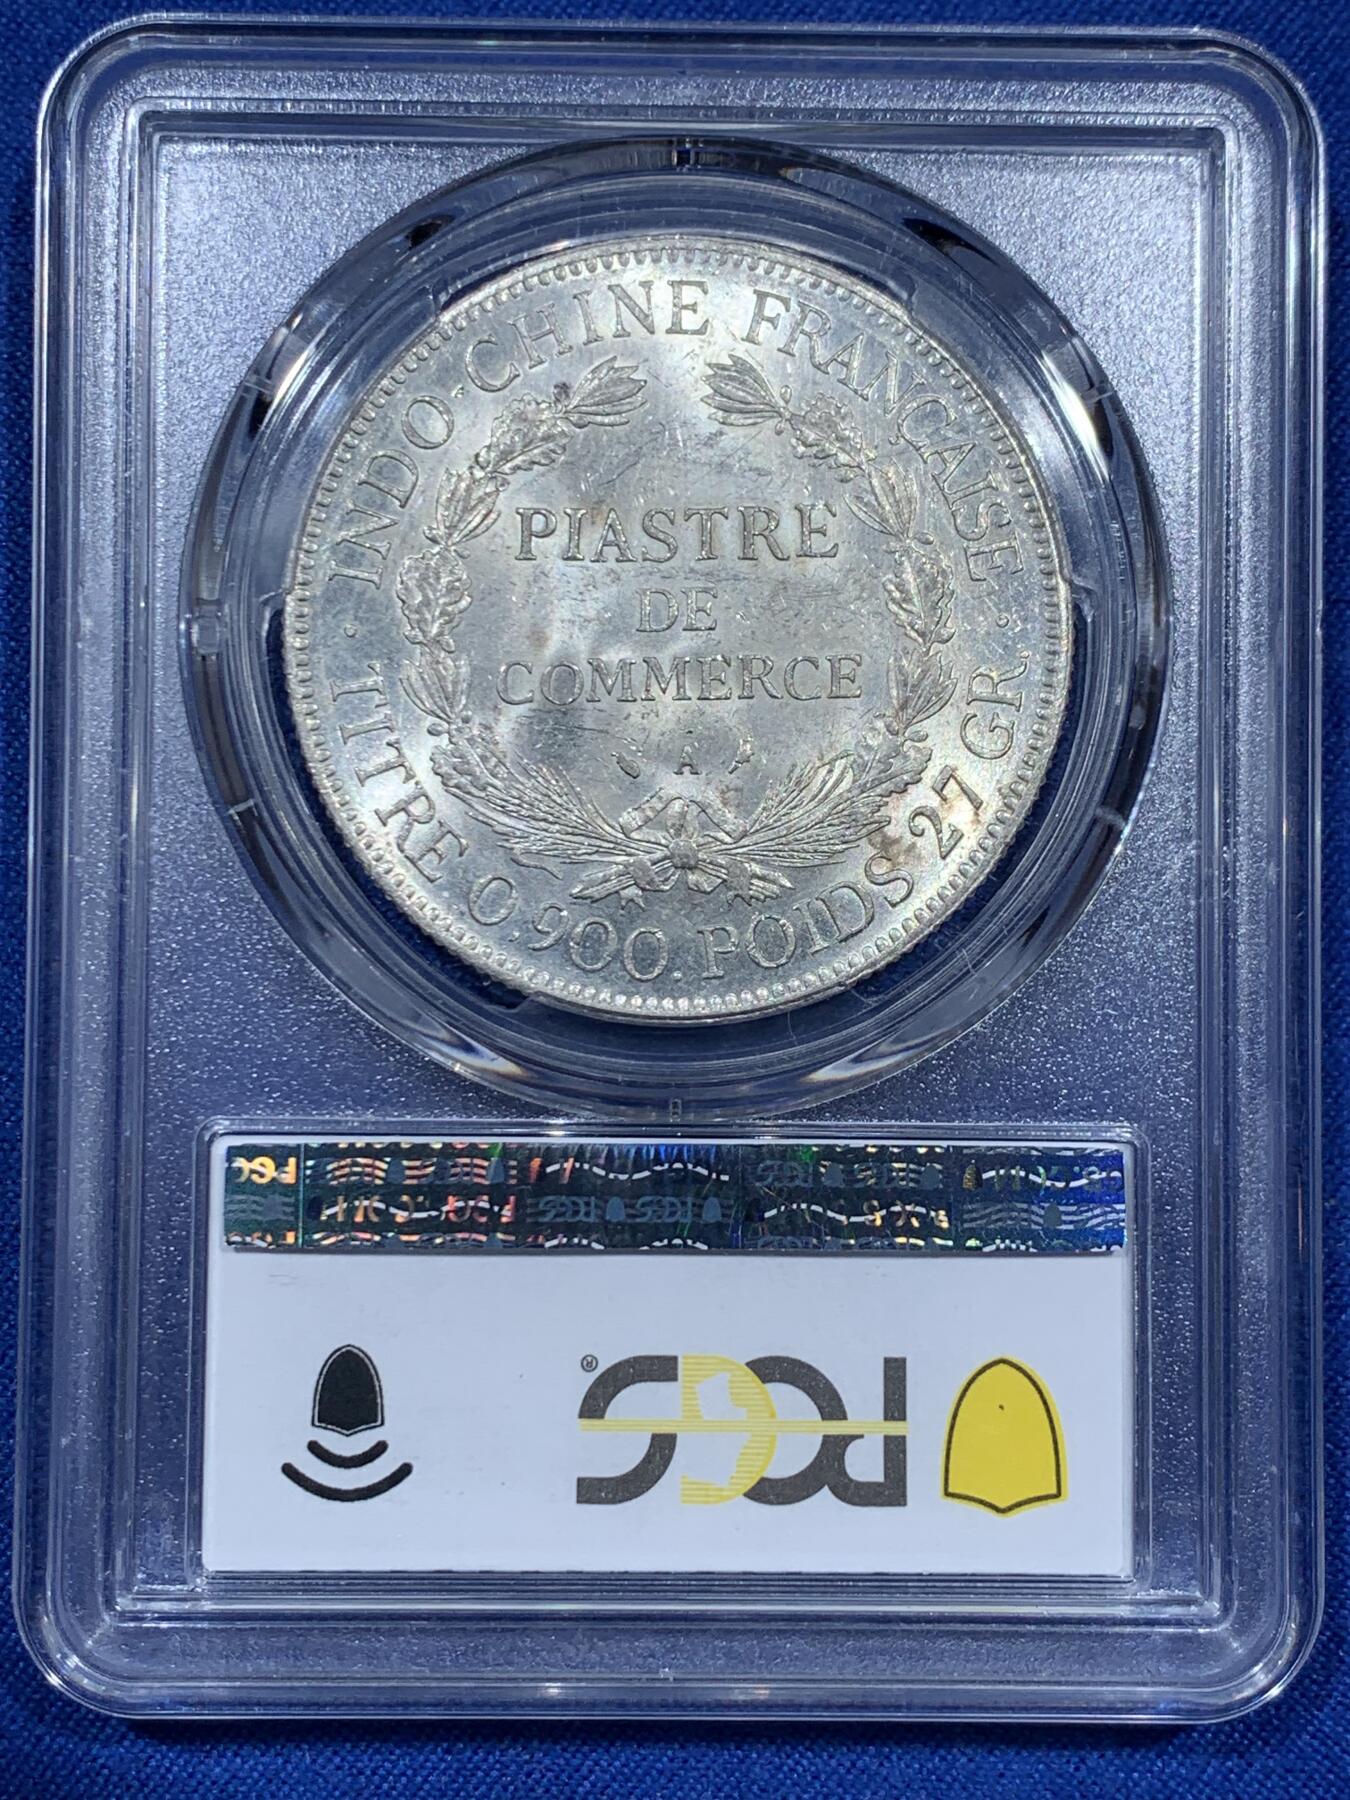 INDO-CHINE FRANÇAISE
PIASTRE
DE
COMMERCE
A
TITRE 0,900. POIDS 27 GR.
PCGS®